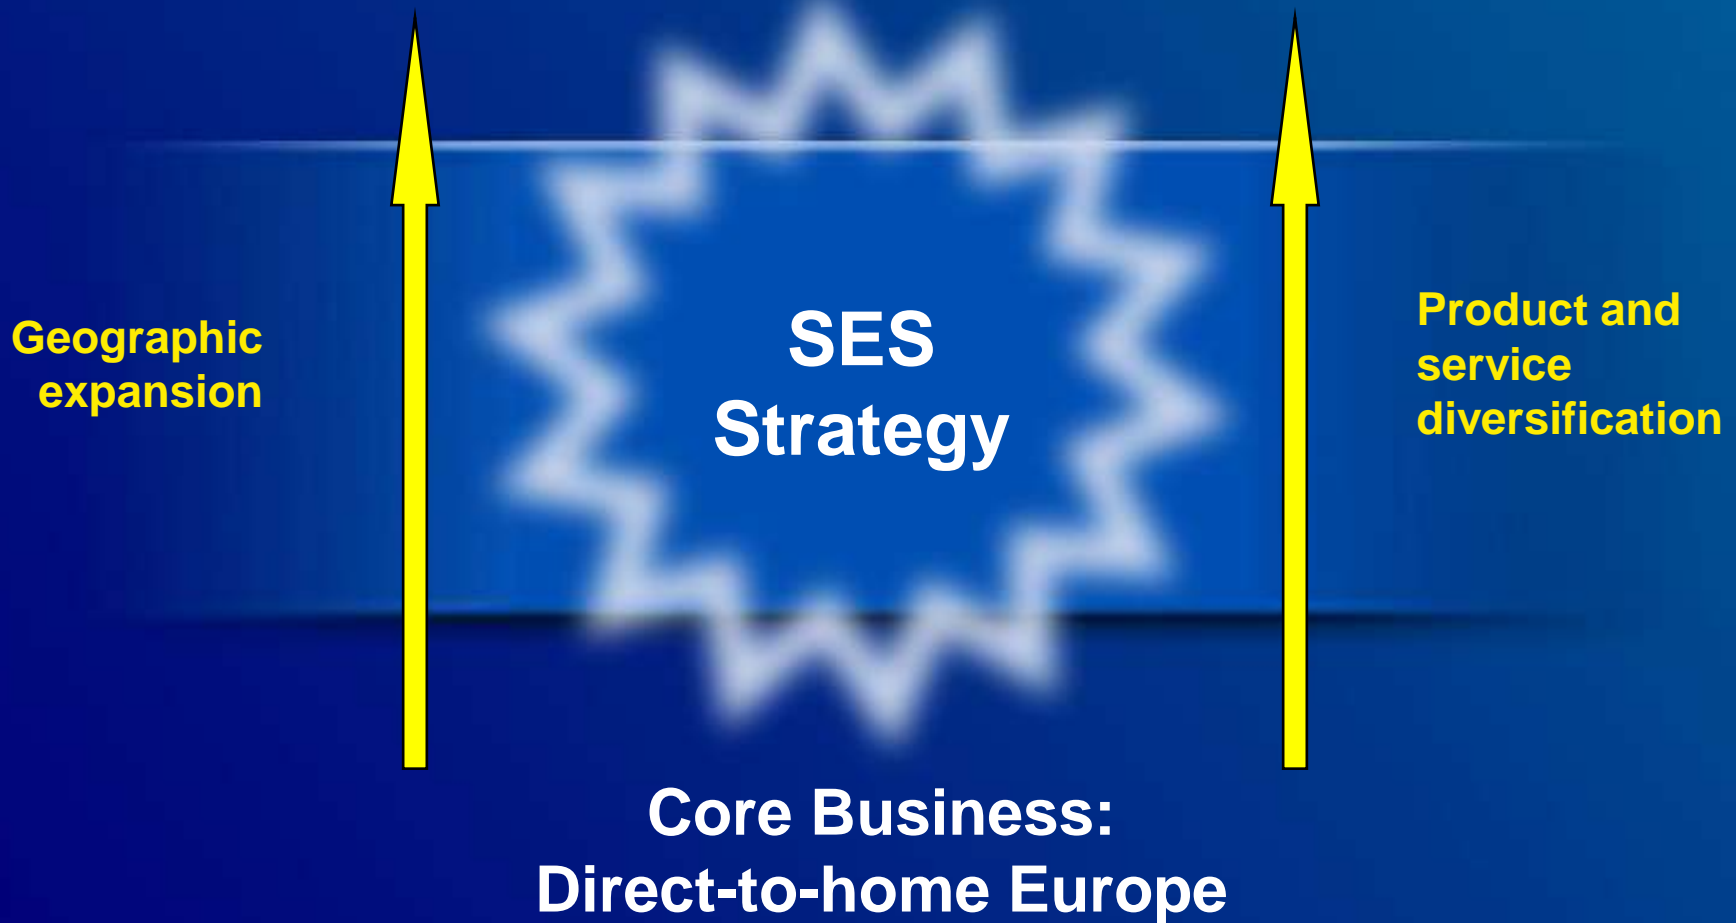 Geographic
expansion
SES
Strategy
Product and
service
diversification
Core Business:
Direct-to-home Europe